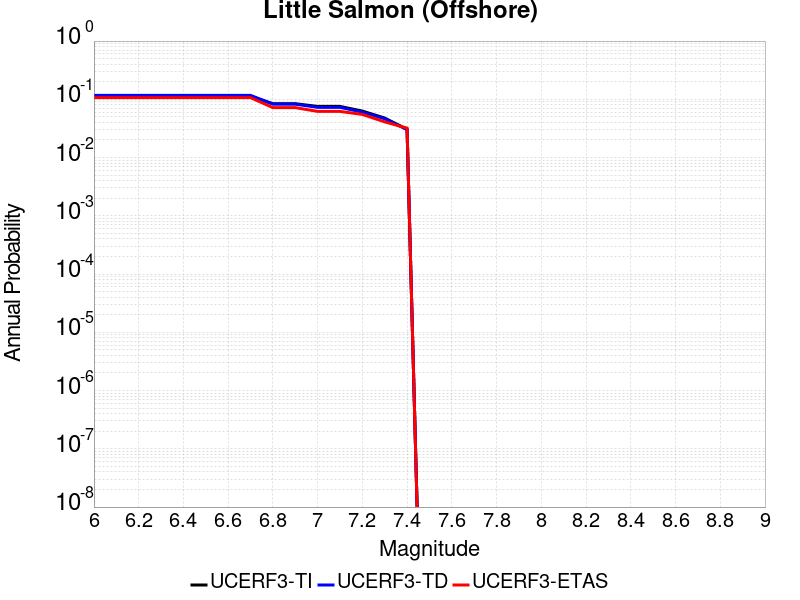 Little Salmon (Offshore)
10^0
10^-1
10^-2
10^-3
10^-4
10^-5
10^-6
10^-7
10^-8
Annual Probability
6 6.2 6.4 6.6 6.8 7 7.2 7.4 7.6 7.8 8 8.2 8.4 8.6 8.8 9
Magnitude
UCERF3-TI UCERF3-TD UCERF3-ETAS